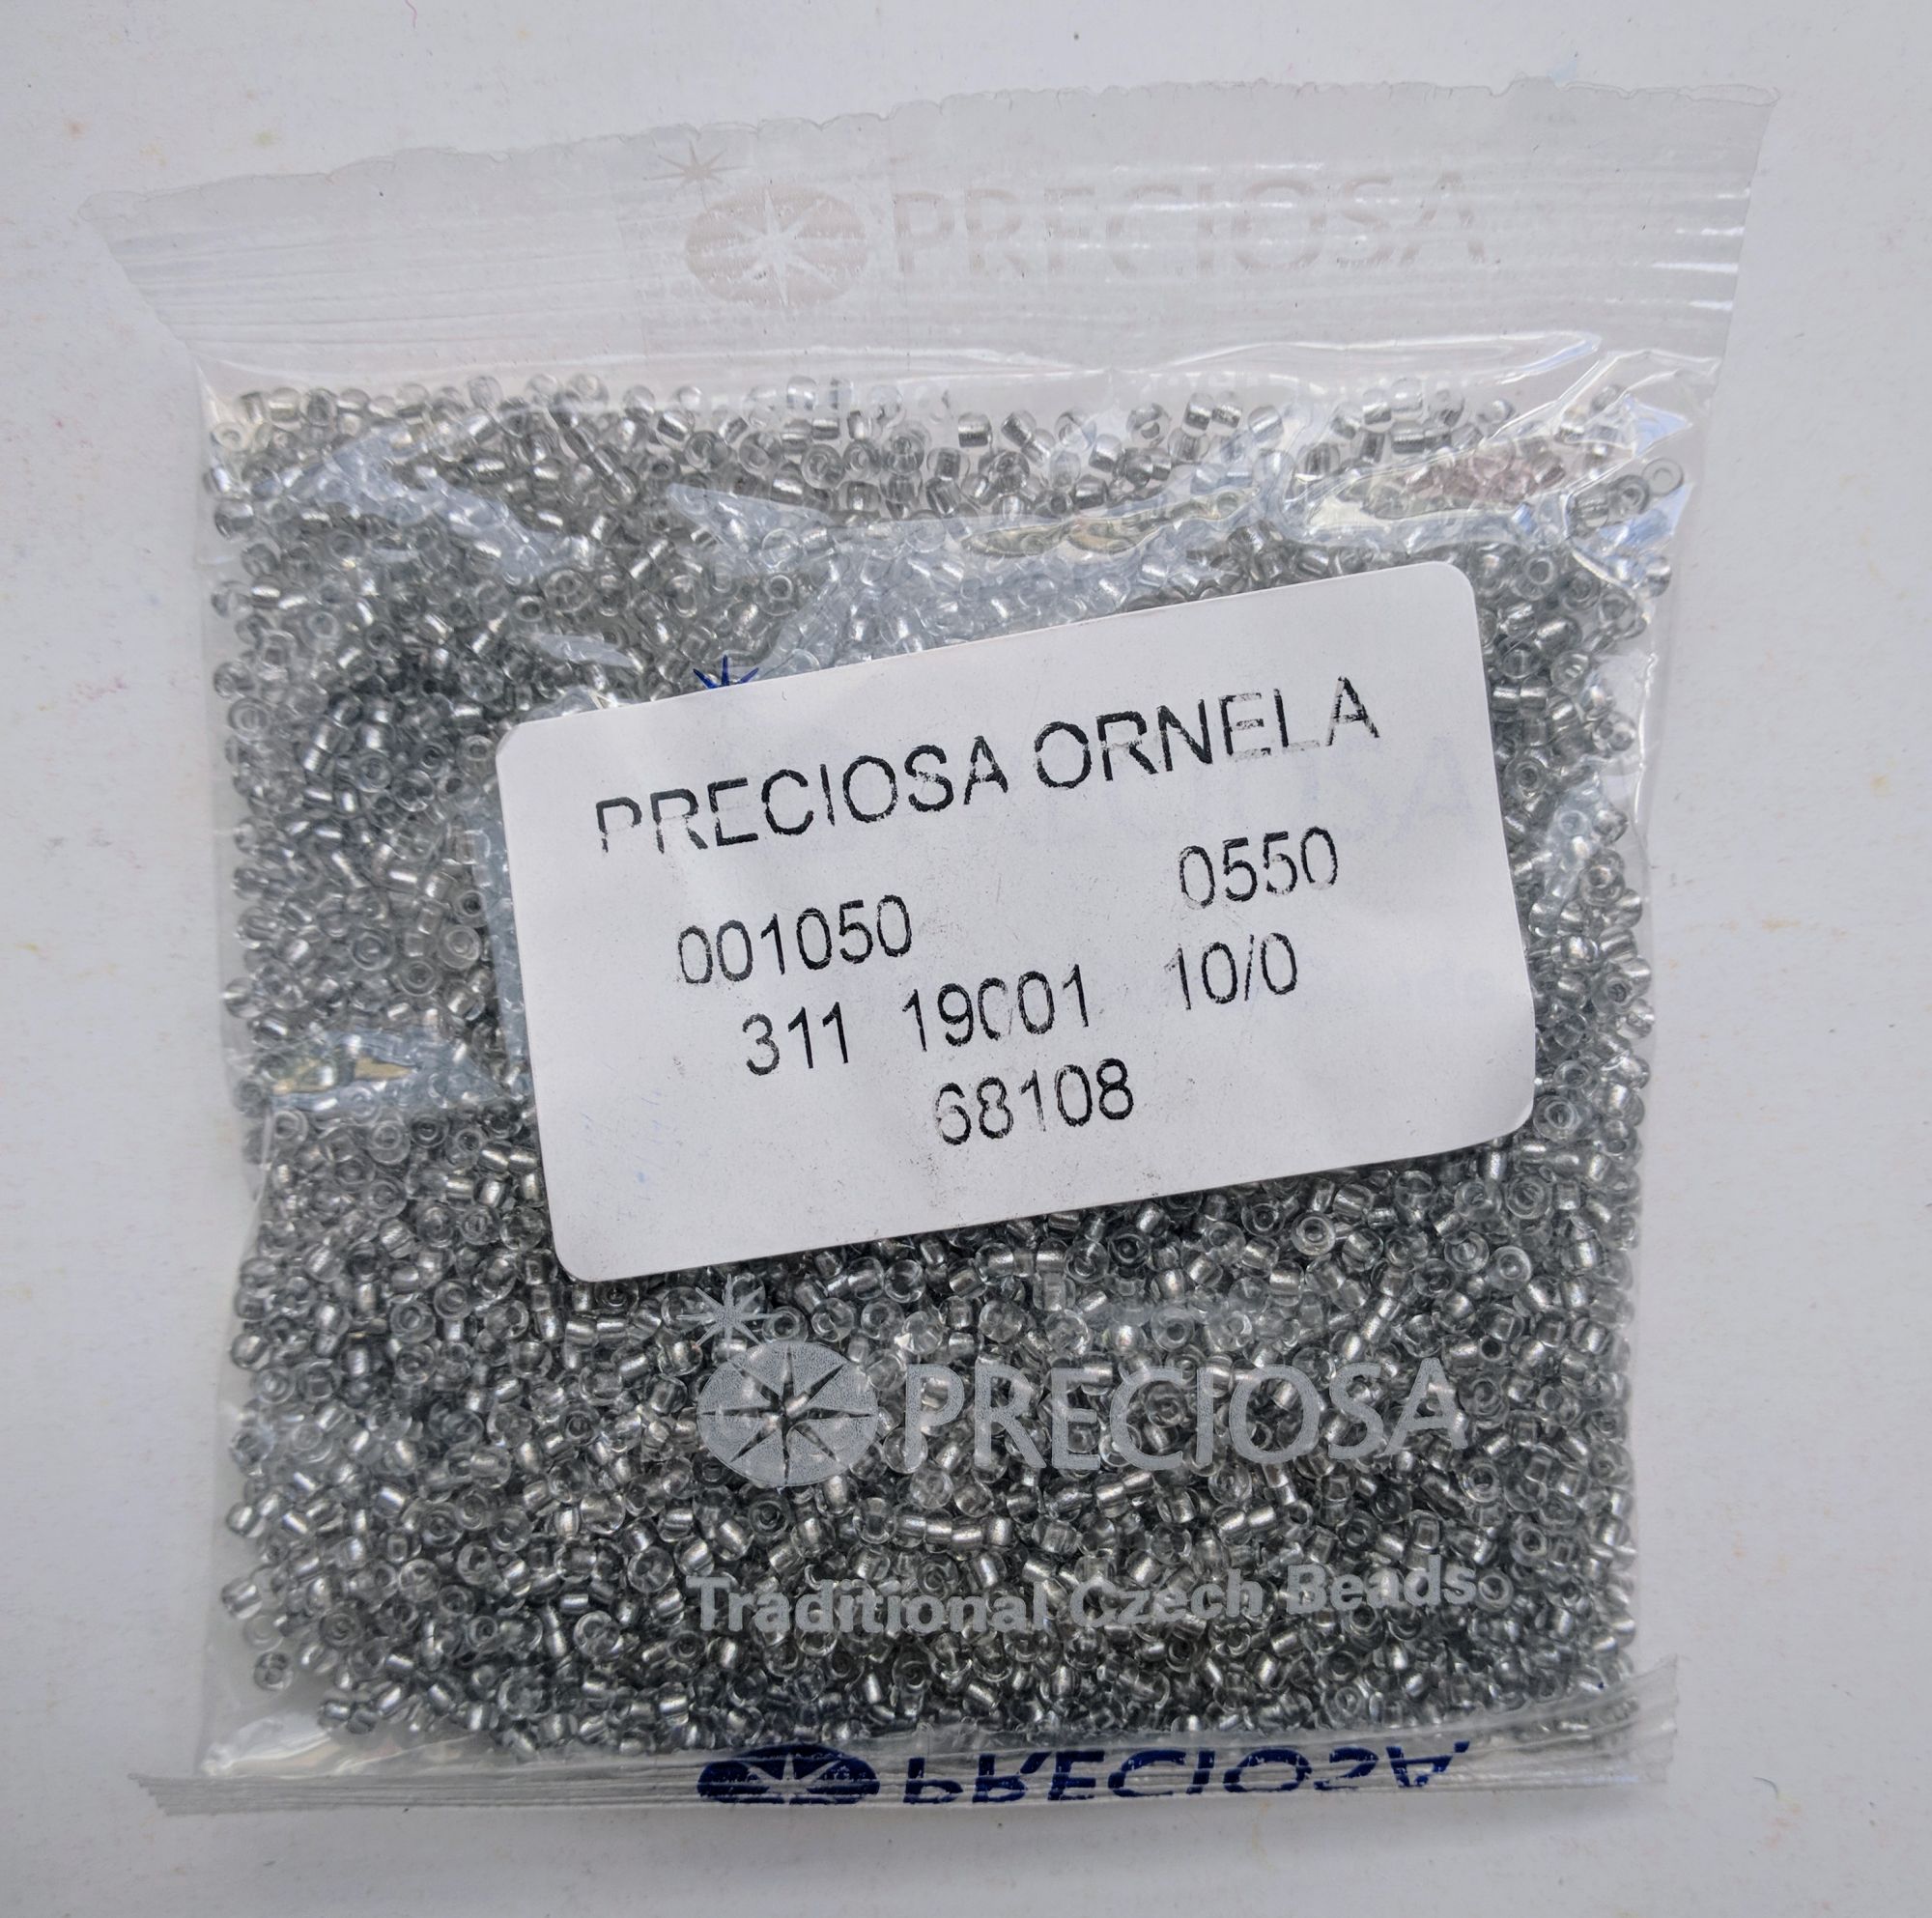 PRECIOSA
PRECIOSA ORNELA
001050 0550
311 19001 10/0
68108
PRECIOSA
Traditional Czech Beads
PRECIOSA